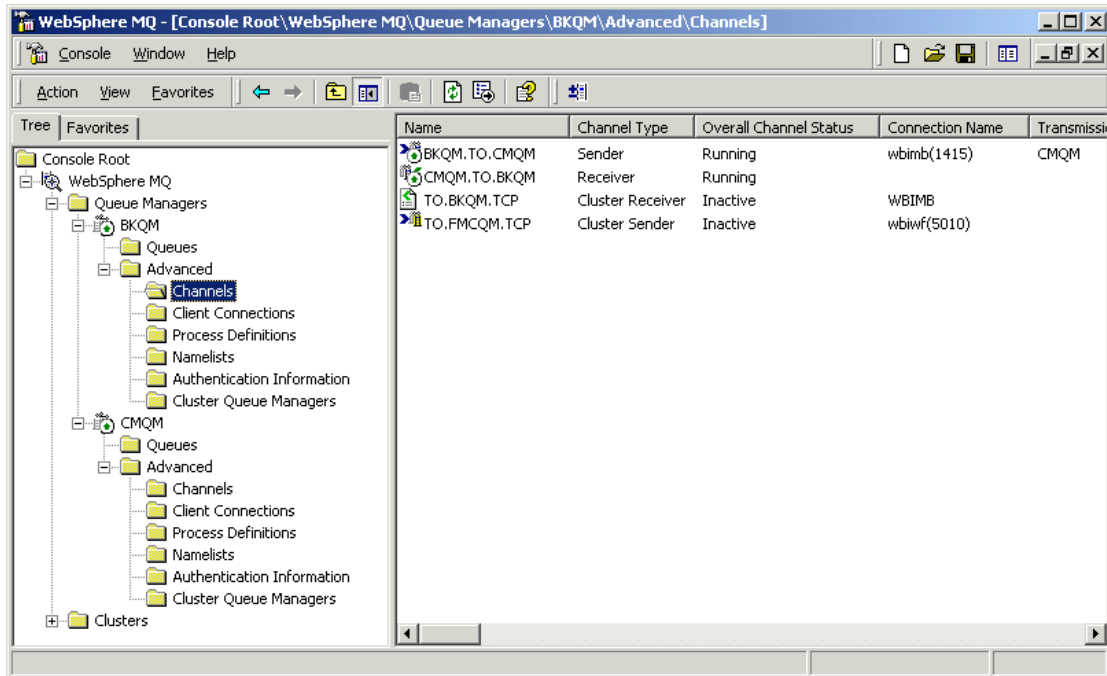 WebSphere MQ - [Console Root\WebSphere MQ\Queue Managers\BKQM\Advanced\Channels]
Console Window Help
Action View Favorites
Tree Favorites
Console Root
WebSphere MQ
Queue Managers
BKQM
Queues
Advanced
Channels
Client Connections
Process Definitions
Namelists
Authentication Information
Cluster Queue Managers
CMQM
Queues
Advanced
Channels
Client Connections
Process Definitions
Namelists
Authentication Information
Cluster Queue Managers
Clusters
Name Channel Type Overall Channel Status Connection Name Transmissi
BKQM.TO.CMQM Sender Running wbimb(1415) CMQM
CMQM.TO.BKQM Receiver Running
TO.BKQM.TCP Cluster Receiver Inactive WBIMB
TO.FMCQM.TCP Cluster Sender Inactive wbiwf(5010)